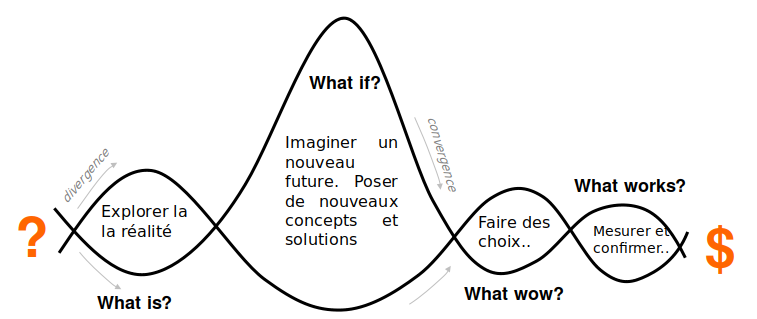 ?
divergence
Explorer la
la réalité
What is?
What if?
Imaginer un
nouveau
future. Poser
de nouveaux
concepts et
solutions
convergence
Faire des
choix..
What wow?
What works?
Mesurer et
confirmer..
$